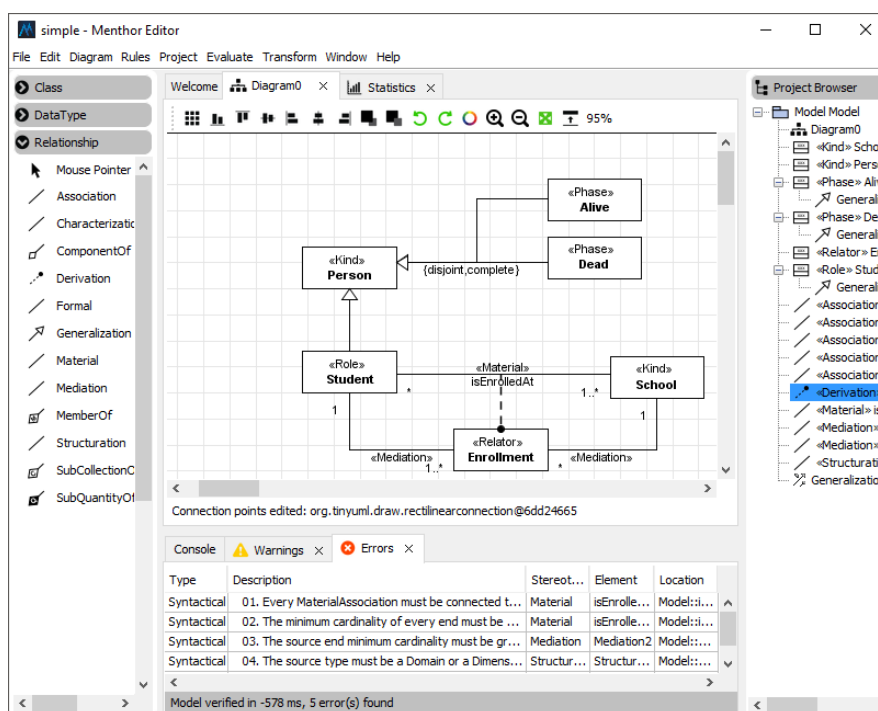 simple - Menthor Editor
File Edit Diagram Rules Project Evaluate Transform Window Help
Class
DataType
Relationship
Mouse Pointer
Association
Characterizatic
ComponentOf
Derivation
Formal
Generalization
Material
Mediation
MemberOf
Structuration
SubCollectionO
SubQuantityOf
Welcome Diagram0 Statistics
95%
«Phase»
Alive
«Phase»
Dead
{disjoint,complete}
«Kind»
Person
«Role»
Student
«Material»
isEnrolledAt
* 1..*
«Kind»
School
1 1
«Relator»
Enrollment
«Mediation» «Mediation»
1..* *
Connection points edited: org.tinyuml.draw.rectilinearconnection@6dd24665
Console Warnings Errors
Type Description Stereot... Element Location
Syntactical 01. Every MaterialAssociation must be connected t... Material isEnrolle... Model::i...
Syntactical 02. The minimum cardinality of every end must be ... Material isEnrolle... Model::i...
Syntactical 03. The source end minimum cardinality must be gr... Mediation Mediation2 Model::...
Syntactical 04. The source type must be a Domain or a Dimens... Structur... Structur... Model::...
Model verified in -578 ms, 5 error(s) found
Project Browser
Model Model
Diagram0
«Kind» Scho
«Kind» Perso
«Phase» Aliv
Generali
«Phase» De
Generali
«Relator» E
«Role» Stud
Generali
«Association
«Association
«Association
«Association
«Association
«Derivation»
«Material» is
«Mediation»
«Mediation»
«Structurati
Generalizatio